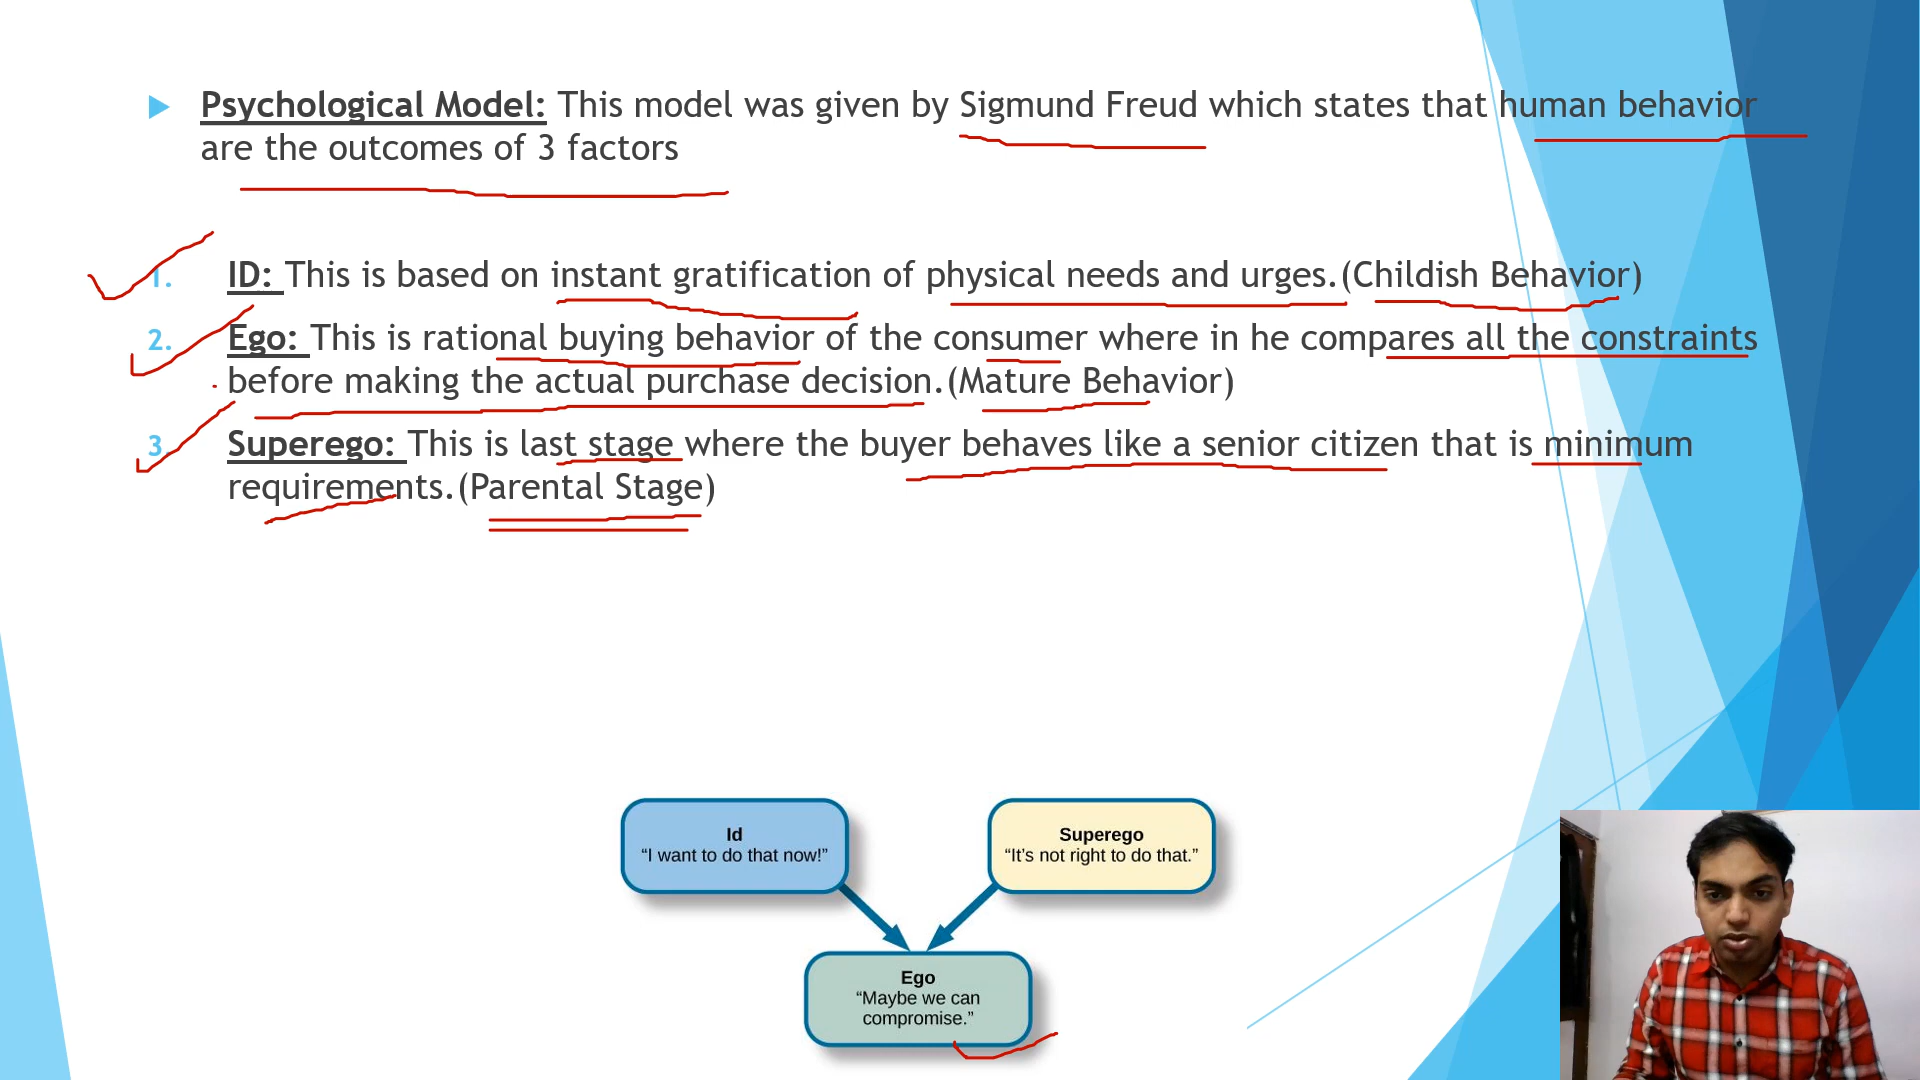 Psychological Model: This model was given by Sigmund Freud which states that human behavior
are the outcomes of 3 factors
1. ID: This is based on instant gratification of physical needs and urges.(Childish Behavior)
2. Ego: This is rational buying behavior of the consumer where in he compares all the constraints
before making the actual purchase decision.(Mature Behavior)
3. Superego: This is last stage where the buyer behaves like a senior citizen that is minimum
requirements.(Parental Stage)
Id
“I want to do that now!”
Superego
“It’s not right to do that.”
Ego
“Maybe we can
compromise.”